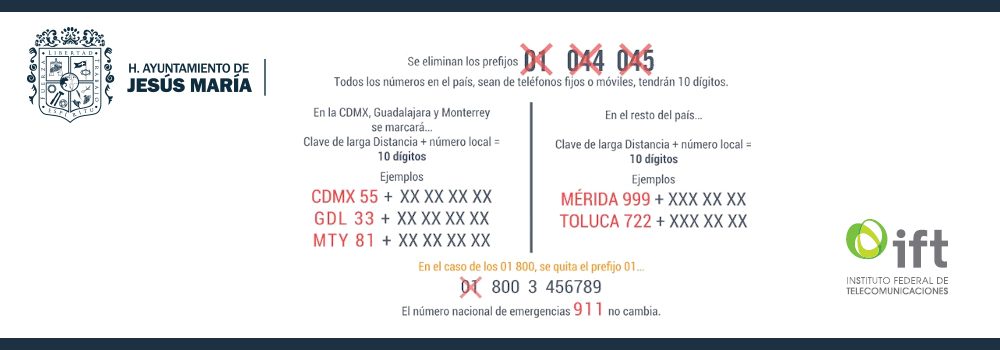 LIBERTAD
TRABAJO
FUERZA
ESPÍRITU
H. AYUNTAMIENTO DE
JESÚS MARÍA
Se eliminan los prefijos 01 044 045
Todos los números en el país, sean de teléfonos fijos o móviles, tendrán 10 dígitos.
En la CDMX, Guadalajara y Monterrey
se marcará...
Clave de larga Distancia + número local =
10 dígitos
Ejemplos
CDMX 55 + XX XX XX XX
GDL 33 + XX XX XX XX
MTY 81 + XX XX XX XX
En el resto del país...
Clave de larga Distancia + número local =
10 dígitos
Ejemplos
MÉRIDA 999 + XXX XX XX
TOLUCA 722 + XXX XX XX
En el caso de los 01 800, se quita el prefijo 01...
01 800 3 456789
El número nacional de emergencias 911 no cambia.
ift
INSTITUTO FEDERAL DE
TELECOMUNICACIONES